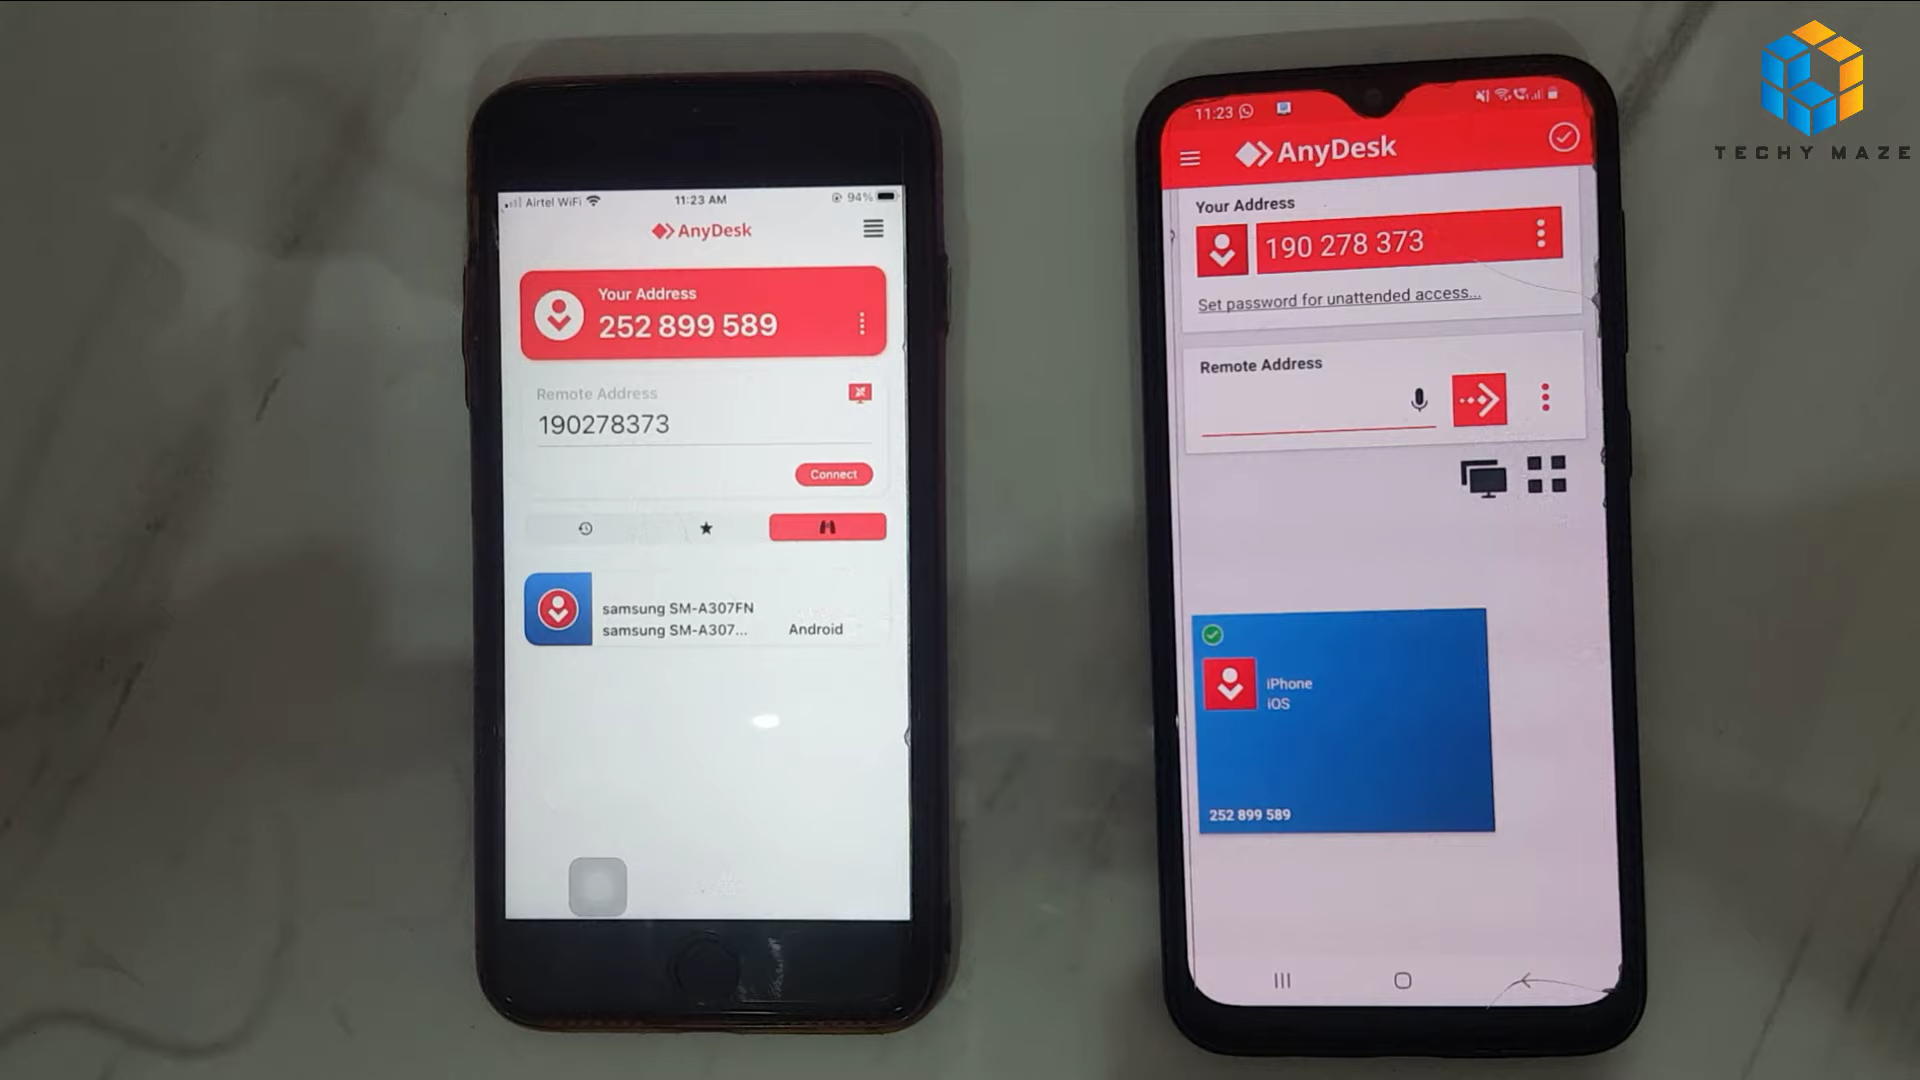 Airtel WiFi
11:23 AM
94%
AnyDesk
Your Address
252 899 589
Remote Address
190278373
Connect
samsung SM-A307FN
samsung SM-A307...
Android
11:23
AnyDesk
Your Address
190 278 373
Set password for unattended access...
Remote Address
iPhone
iOS
252 899 589
TECHY MAZE